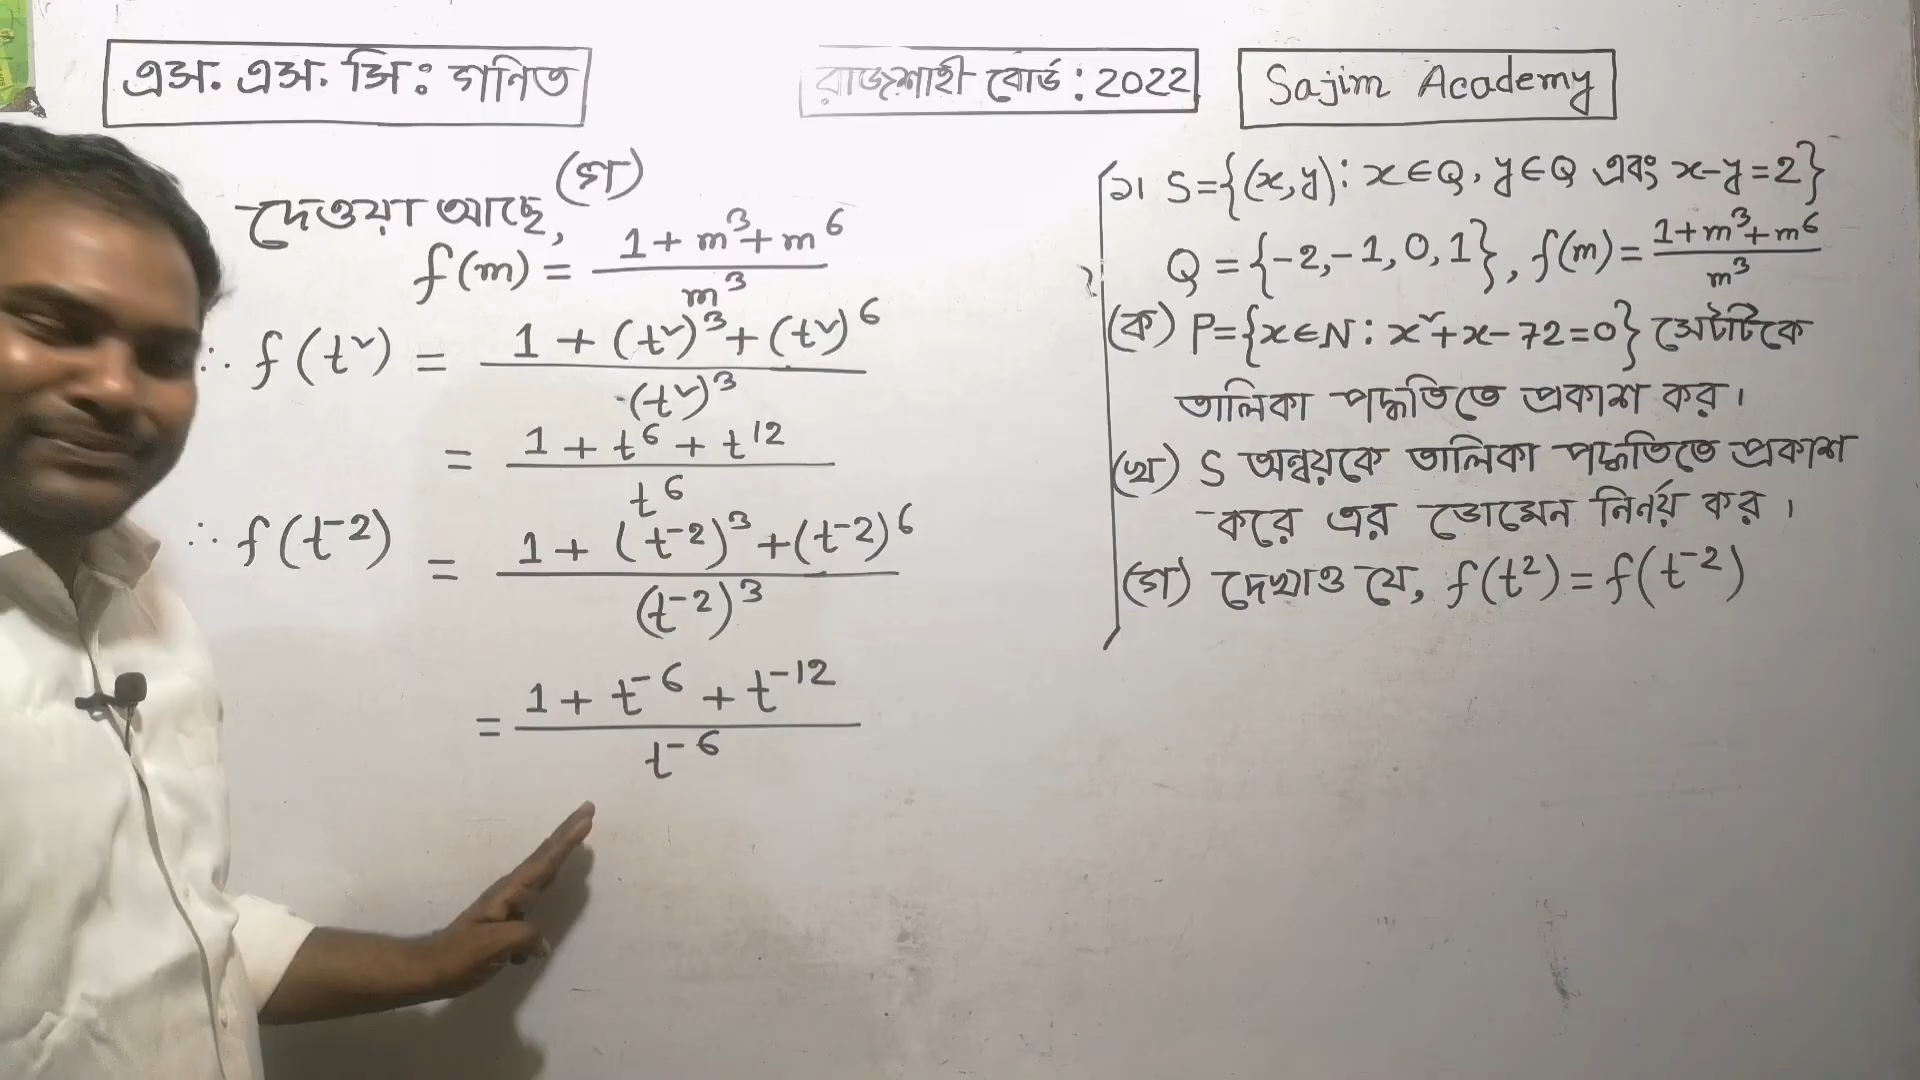 এস. এস. সি: গনিত
রাজশাহী বোর্ড: 2022
Sajim Academy
(গ)
দেওয়া আছে,
f(m) = (1 + m³ + m⁶) / m³
∴ f(t²) = (1 + (t²)³ + (t²)⁶) / (t²)³
= (1 + t⁶ + t¹²) / t⁶
∴ f(t⁻²) = (1 + (t⁻²)³ + (t⁻²)⁶) / (t⁻²)³
= (1 + t⁻⁶ + t⁻¹²) / t⁻⁶
১। S={(x,y): x∈Q, y∈Q এবং x-y=2}
Q = {-2,-1,0,1}, f(m) = (1+m³+m⁶) / m³
(ক) P={x∈N: x²+x-72=0} সেটটিকে
তালিকা পদ্ধতিতে প্রকাশ কর।
(খ) S অন্বয়কে তালিকা পদ্ধতিতে প্রকাশ
করে এর ডোমেন নির্নয় কর।
(গ) দেখাও যে, f(t²) = f(t⁻²)